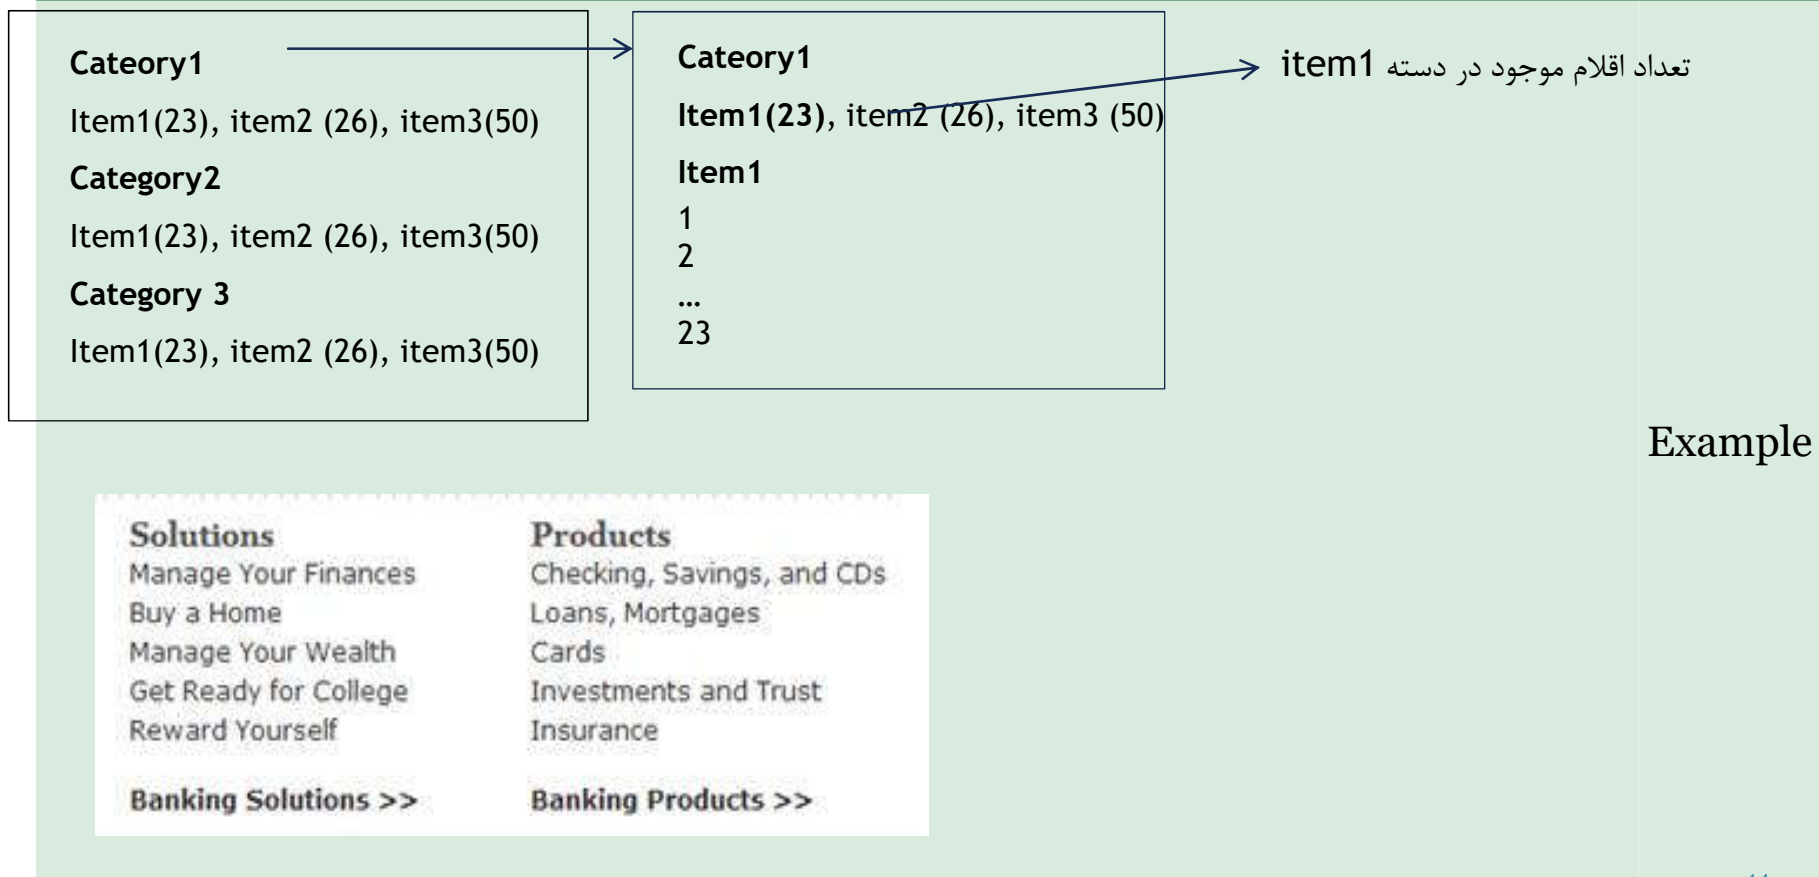 Cateory1
Item1(23), item2 (26), item3(50)
Category2
Item1(23), item2 (26), item3(50)
Category 3
Item1(23), item2 (26), item3(50)
Cateory1
Item1(23), item2 (26), item3 (50)
Item1
1
2
...
23
تعداد اقلام موجود در دسته item1
Example
Solutions
Manage Your Finances
Buy a Home
Manage Your Wealth
Get Ready for College
Reward Yourself
Banking Solutions >>
Products
Checking, Savings, and CDs
Loans, Mortgages
Cards
Investments and Trust
Insurance
Banking Products >>